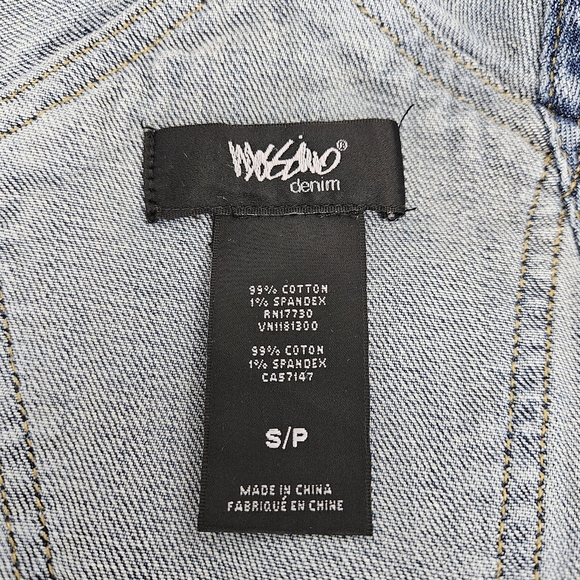 Mossimo®
denim
99% COTTON
1% SPANDEX
RN17730
VN1181300
99% COTON
1% SPANDEX
CA57147
S/P
MADE IN CHINA
FABRIQUÉ EN CHINE